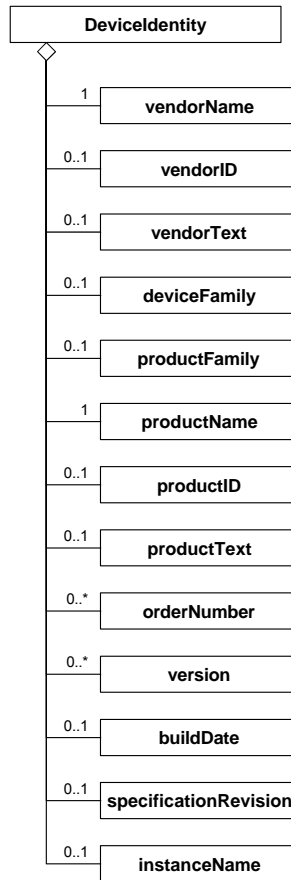 DeviceIdentity
1
vendorName
0..1
vendorID
0..1
vendorText
0..1
deviceFamily
0..1
productFamily
1
productName
0..1
productID
0..1
productText
0..*
orderNumber
0..*
version
0..1
buildDate
0..1
specificationRevision
0..1
instanceName